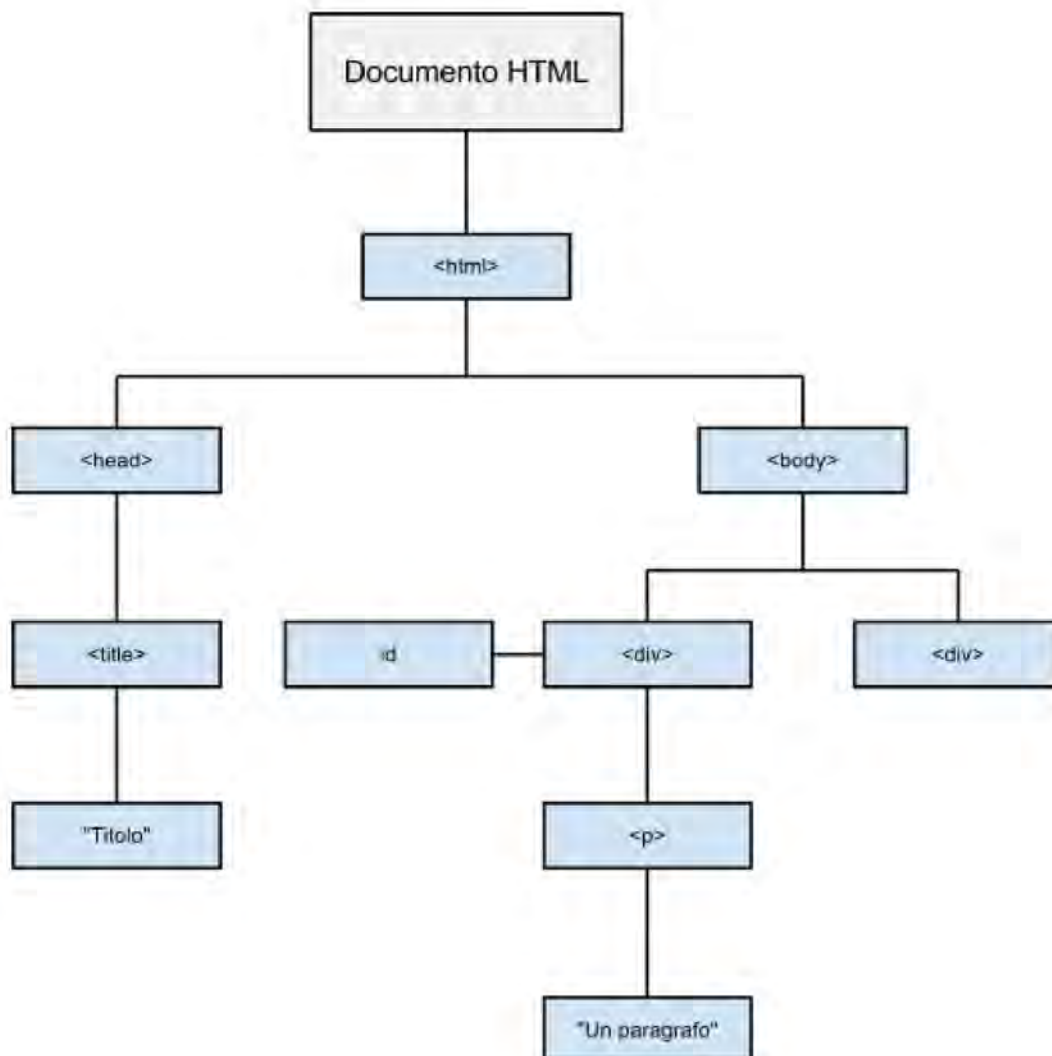 Documento HTML
<html>
<head>
<body>
<title>
id
<div>
<div>
"Titolo"
<p>
"Un paragrafo"